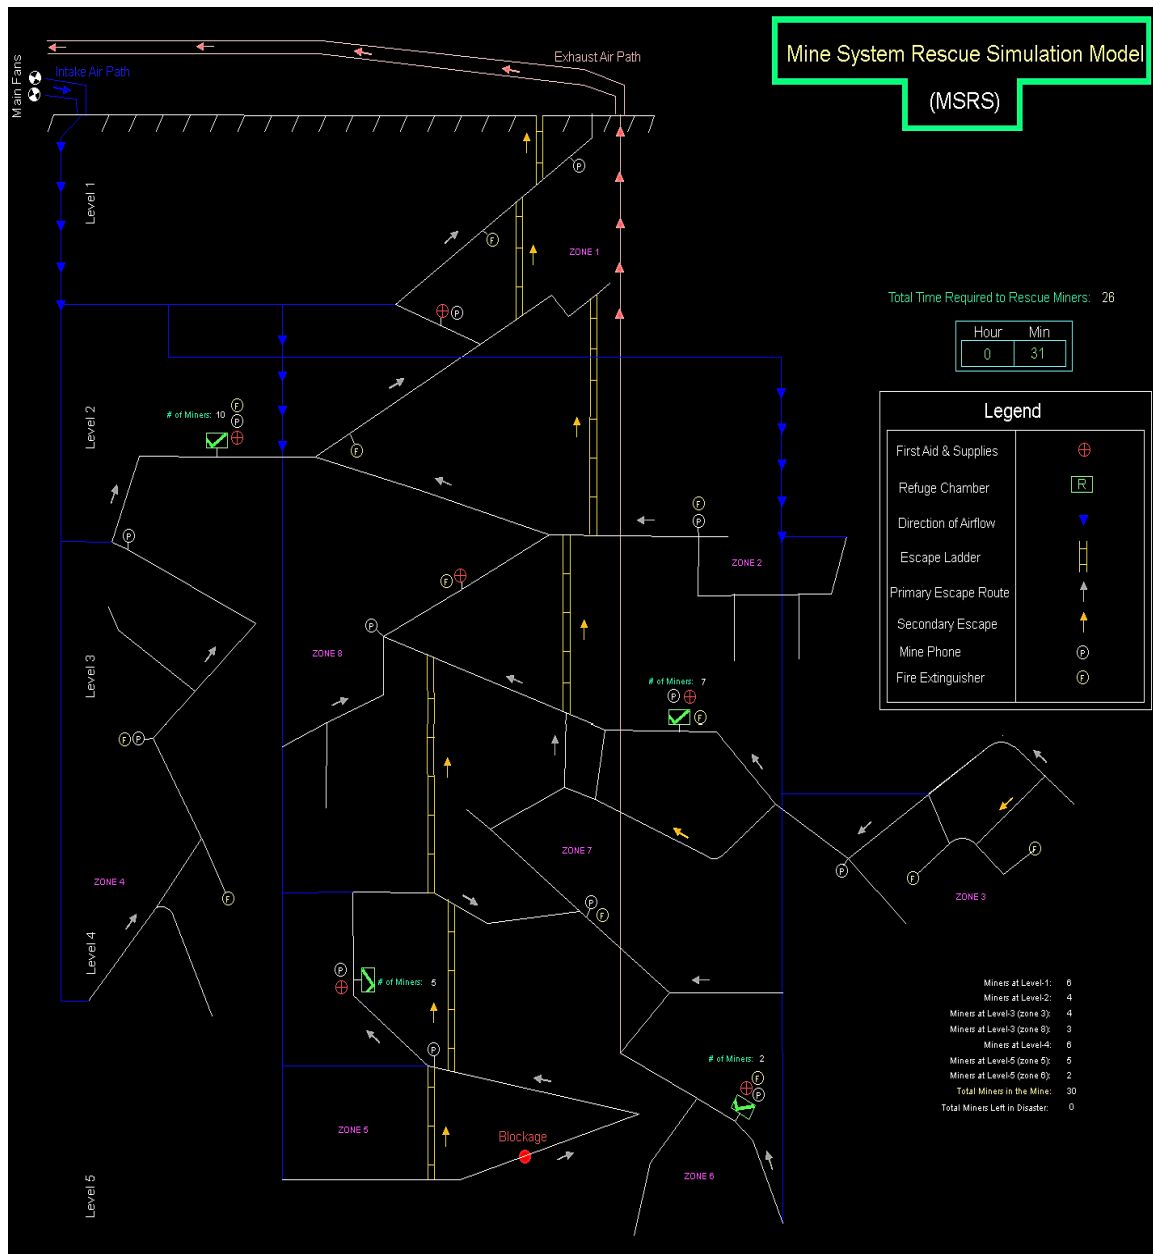 Mine System Rescue Simulation Model
(MSRS)
Exhaust Air Path
Intake Air Path
Main Fans
Level 1
ZONE 1
Total Time Required to Rescue Miners: 26
Hour Min
0 31
Legend
First Aid & Supplies
Refuge Chamber R
Direction of Airflow
Escape Ladder
Primary Escape Route
Secondary Escape
Mine Phone P
Fire Extinguisher F
P
F
P
Level 2
# of Miners: 10
F
P
F
F
P
P
ZONE 2
F
P
Level 3
ZONE 8
# of Miners: 7
P
F
F P
ZONE 7
P
F
F
ZONE 3
ZONE 4
F
P
F
Level 4
P
# of Miners: 5
P
# of Miners: 2
F
P
ZONE 5
Blockage
ZONE 6
Level 5
Miners at Level-1: 6
Miners at Level-2: 4
Miners at Level-3 (zone 3): 4
Miners at Level-3 (zone 8): 3
Miners at Level-4: 6
Miners at Level-5 (zone 5): 5
Miners at Level-5 (zone 6): 2
Total Miners in the Mine: 30
Total Miners Left in Disaster: 0